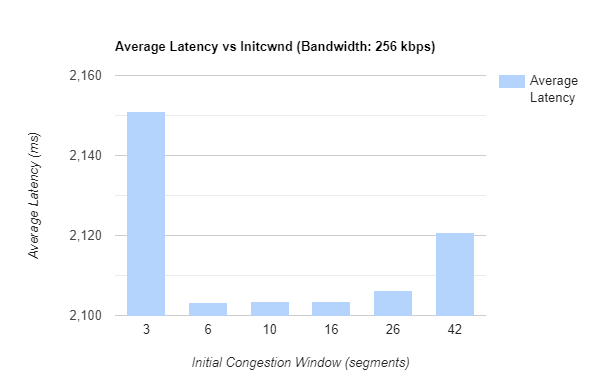 Average Latency vs Initcwnd (Bandwidth: 256 kbps)
2,160
2,140
2,120
2,100
Average Latency (ms)
3 6 10 16 26 42
Initial Congestion Window (segments)
Average
Latency